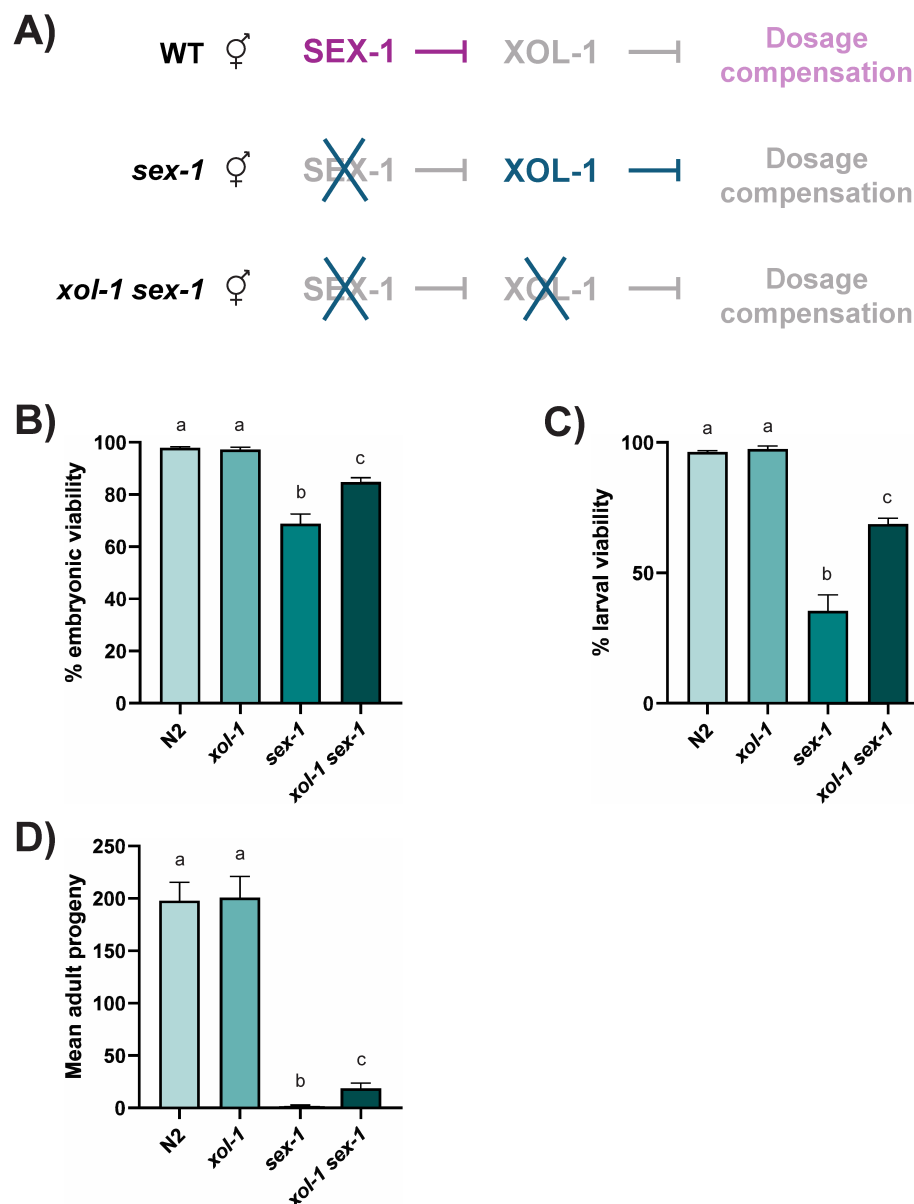 A)
WT ⚥ SEX-1 XOL-1 Dosage compensation
sex-1 ⚥ SEX-1 XOL-1 Dosage compensation
xol-1 sex-1 ⚥ SEX-1 XOL-1 Dosage compensation
B)
% embryonic viability
100
80
60
40
20
0
a
a
b
c
N2
xol-1
sex-1
xol-1 sex-1
C)
% larval viability
100
50
0
a
a
b
c
N2
xol-1
sex-1
xol-1 sex-1
D)
Mean adult progeny
250
200
150
100
50
0
a
a
b
c
N2
xol-1
sex-1
xol-1 sex-1